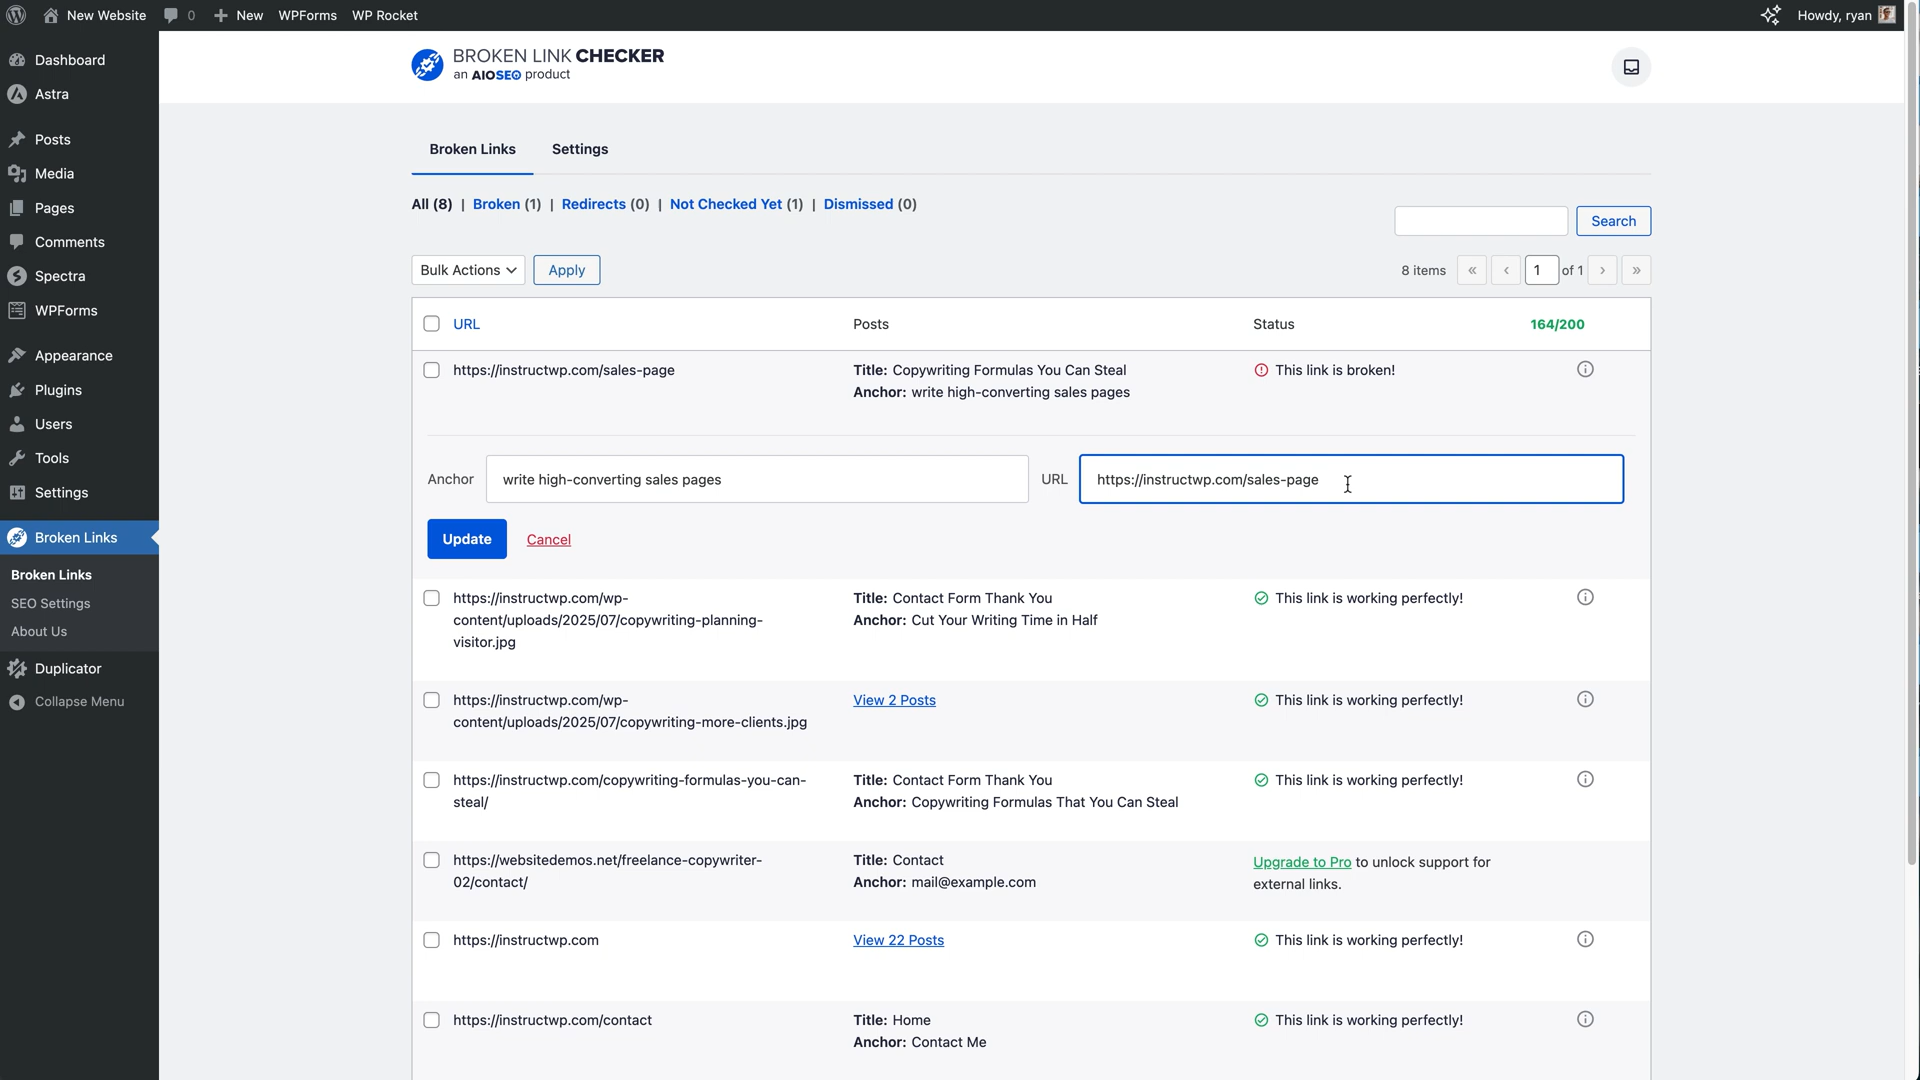 New Website
0
New
WPForms
WP Rocket
Howdy, ryan
Dashboard
Astra
Posts
Media
Pages
Comments
Spectra
WPForms
Appearance
Plugins
Users
Tools
Settings
Broken Links
Broken Links
SEO Settings
About Us
Duplicator
Collapse Menu
BROKEN LINK CHECKER
an AIOSEO product
Broken Links
Settings
All (8) | Broken (1) | Redirects (0) | Not Checked Yet (1) | Dismissed (0)
Search
Bulk Actions
Apply
8 items « ‹ 1 of 1 › »
URL
Posts
Status
164/200
https://instructwp.com/sales-page
Title: Copywriting Formulas You Can Steal
Anchor: write high-converting sales pages
This link is broken!
Anchor
write high-converting sales pages
URL
https://instructwp.com/sales-page
Update
Cancel
https://instructwp.com/wp-
content/uploads/2025/07/copywriting-planning-
visitor.jpg
Title: Contact Form Thank You
Anchor: Cut Your Writing Time in Half
This link is working perfectly!
https://instructwp.com/wp-
content/uploads/2025/07/copywriting-more-clients.jpg
View 2 Posts
This link is working perfectly!
https://instructwp.com/copywriting-formulas-you-can-
steal/
Title: Contact Form Thank You
Anchor: Copywriting Formulas That You Can Steal
This link is working perfectly!
https://websitedemos.net/freelance-copywriter-
02/contact/
Title: Contact
Anchor: mail@example.com
Upgrade to Pro to unlock support for
external links.
https://instructwp.com
View 22 Posts
This link is working perfectly!
https://instructwp.com/contact
Title: Home
Anchor: Contact Me
This link is working perfectly!